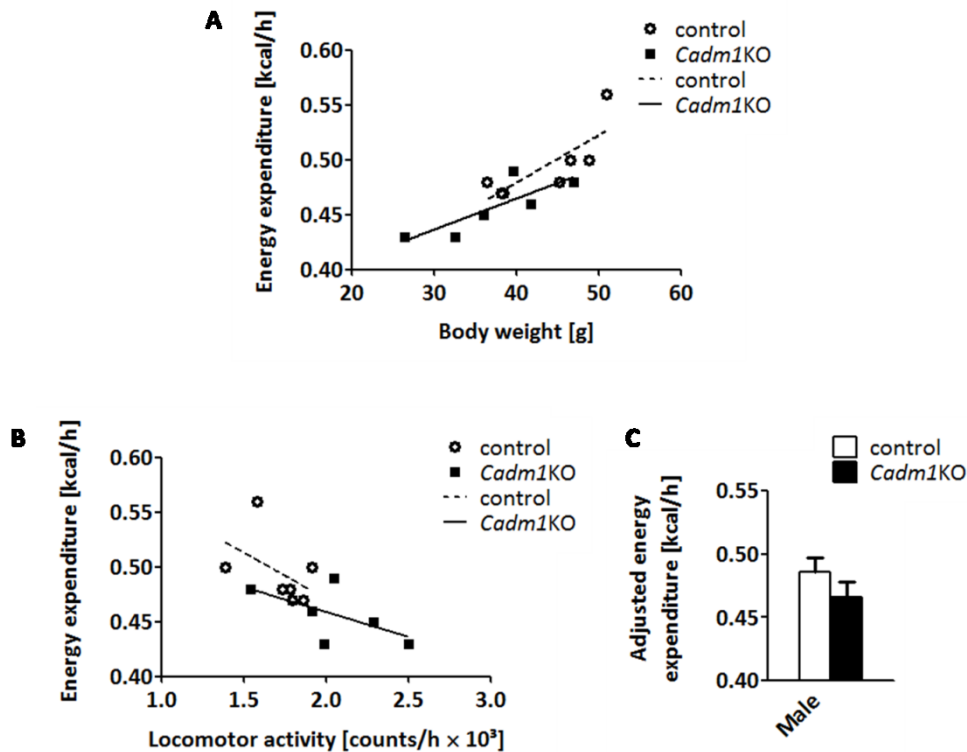 A
control
Cadm1KO
control
Cadm1KO
Energy expenditure [kcal/h]
0.60
0.55
0.50
0.45
0.40
20 30 40 50 60
Body weight [g]
B
control
Cadm1KO
control
Cadm1KO
Energy expenditure [kcal/h]
0.60
0.55
0.50
0.45
0.40
1.0 1.5 2.0 2.5 3.0
Locomotor activity [counts/h × 10³]
C
control
Cadm1KO
Adjusted energy
expenditure [kcal/h]
0.55
0.50
0.45
0.40
Male